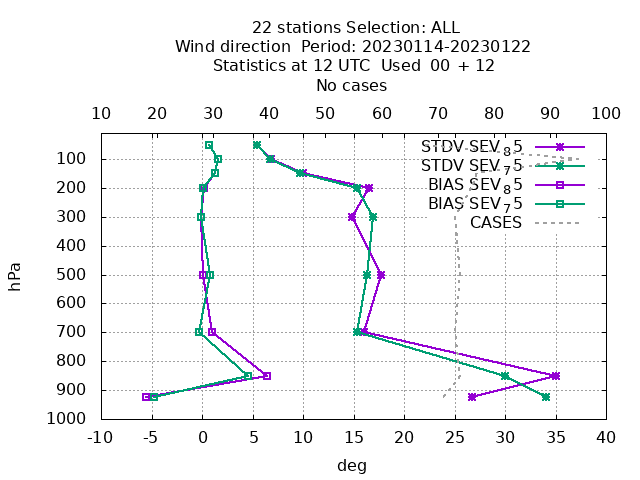 22 stations Selection: ALL
Wind direction  Period: 20230114-20230122
Statistics at 12 UTC  Used  00 + 12
No cases
10 20 30 40 50 60 70 80 90 100
STDV SEV₈5
STDV SEV₇5
BIAS SEV₈5
BIAS SEV₇5
CASES
hPa
100
200
300
400
500
600
700
800
900
1000
-10 -5 0 5 10 15 20 25 30 35 40
deg